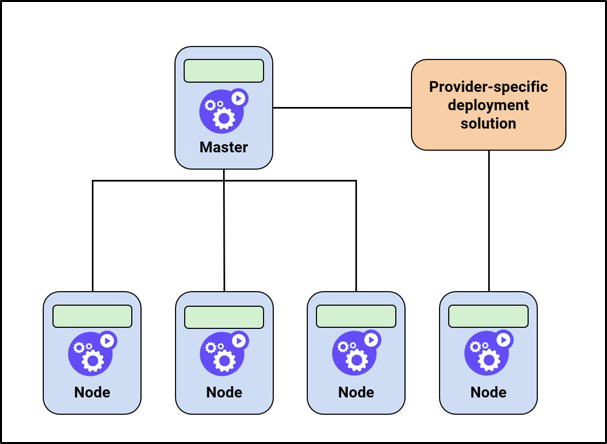 Master
Provider-specific
deployment
solution
Node
Node
Node
Node